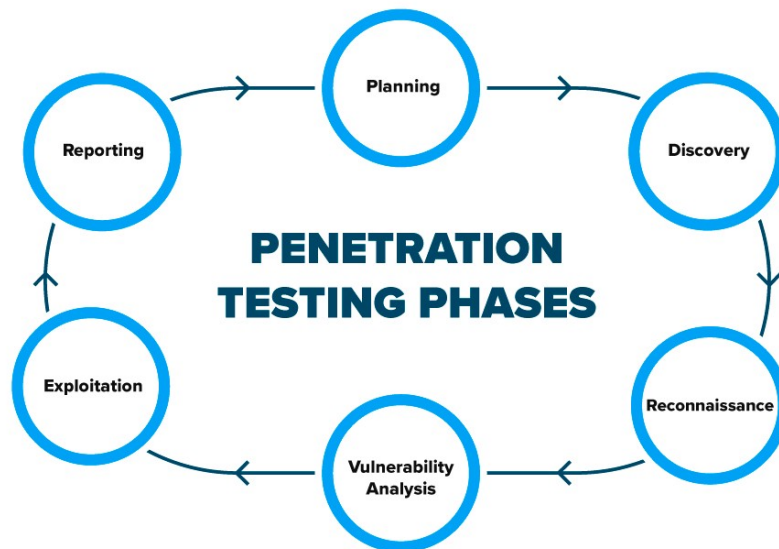 Planning
Discovery
Reconnaissance
Vulnerability
Analysis
Exploitation
Reporting
PENETRATION
TESTING PHASES